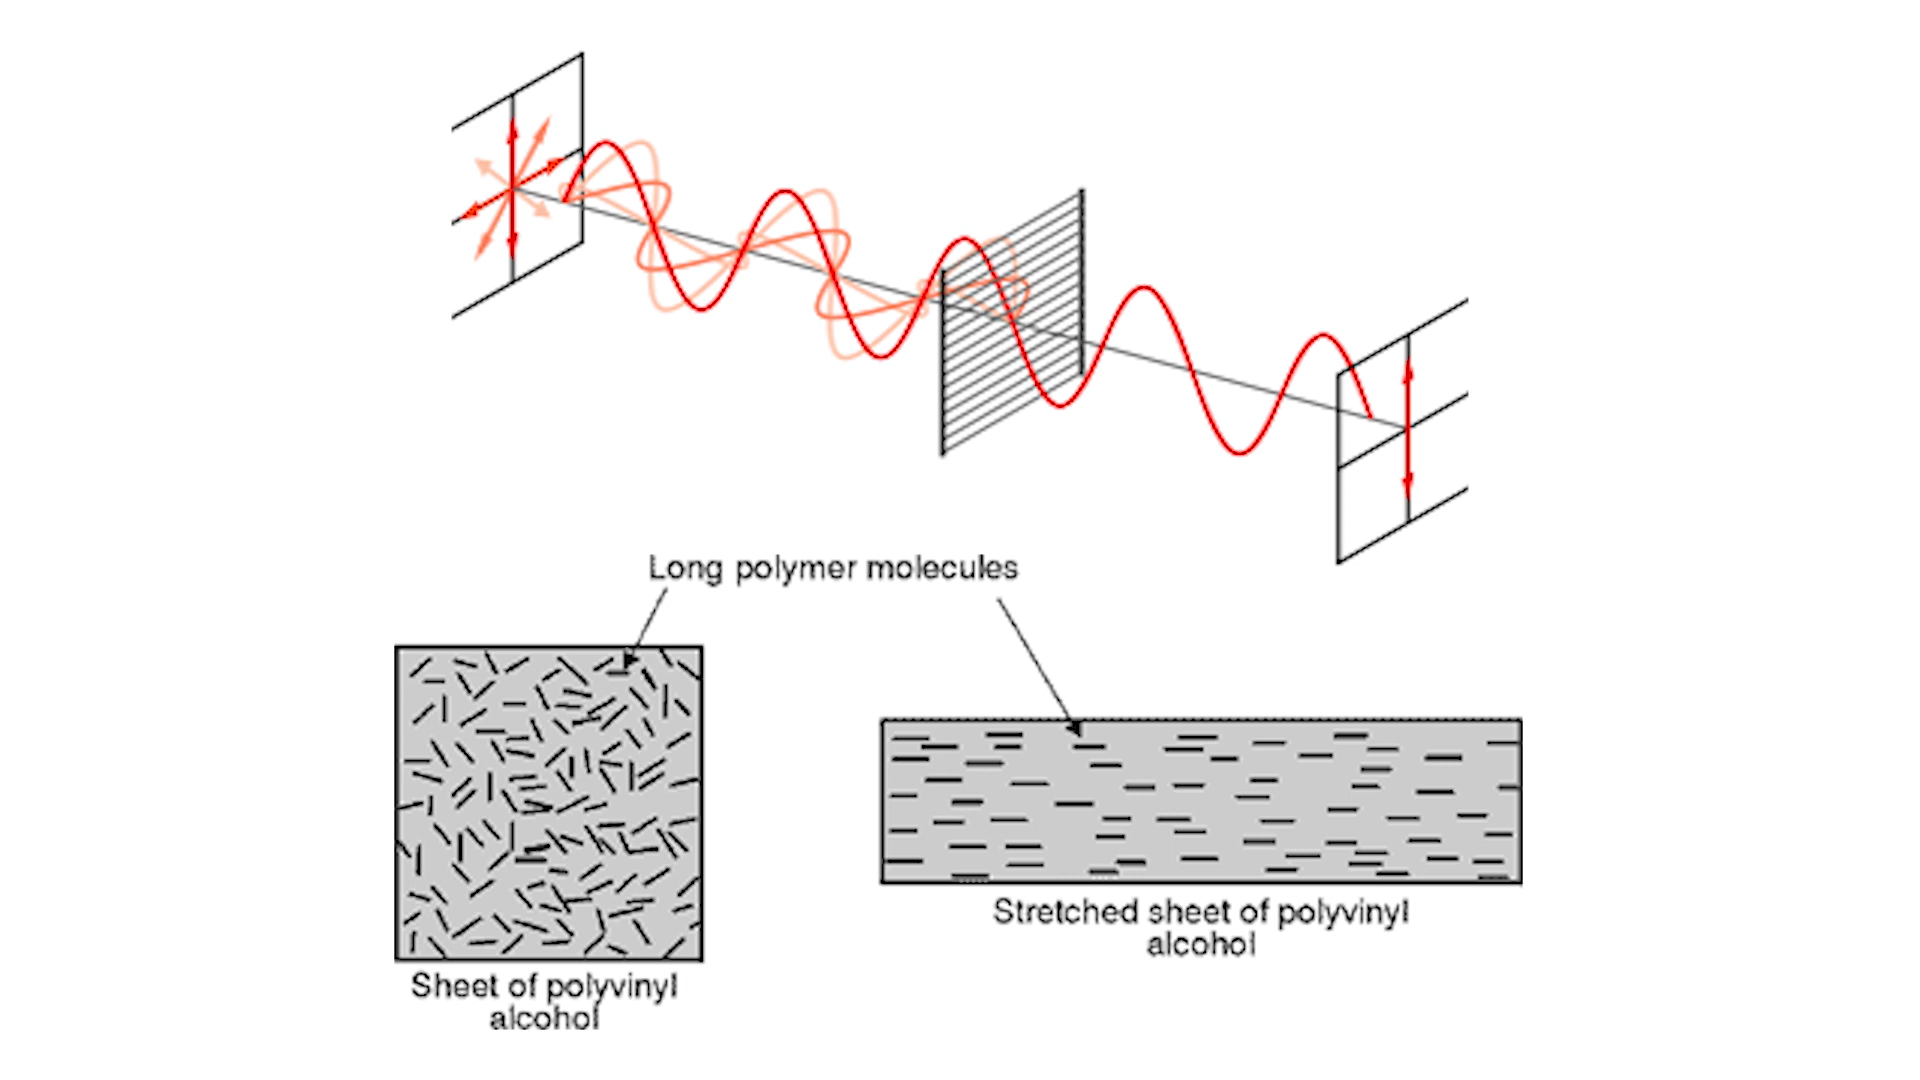 Long polymer molecules
Stretched sheet of polyvinyl
alcohol
Sheet of polyvinyl
alcohol